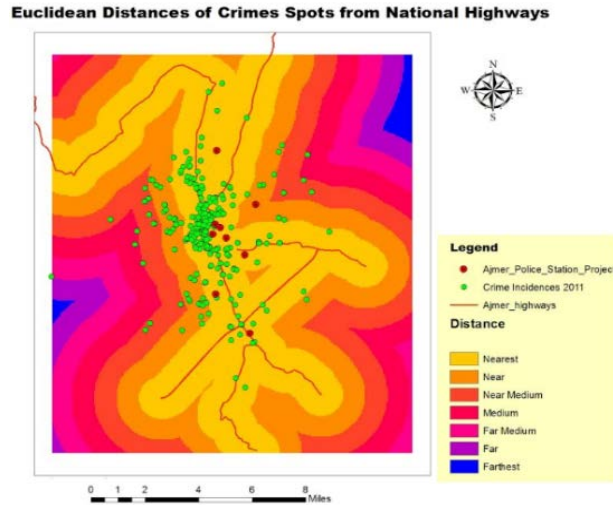 Euclidean Distances of Crimes Spots from National Highways
N
W E
S
Legend
Ajmer_Police_Station_Projec
Crime Incidences 2011
Ajmer_highways
Distance
Nearest
Near
Near Medium
Medium
Far Medium
Far
Farthest
0 1 2 4 6 8
Miles